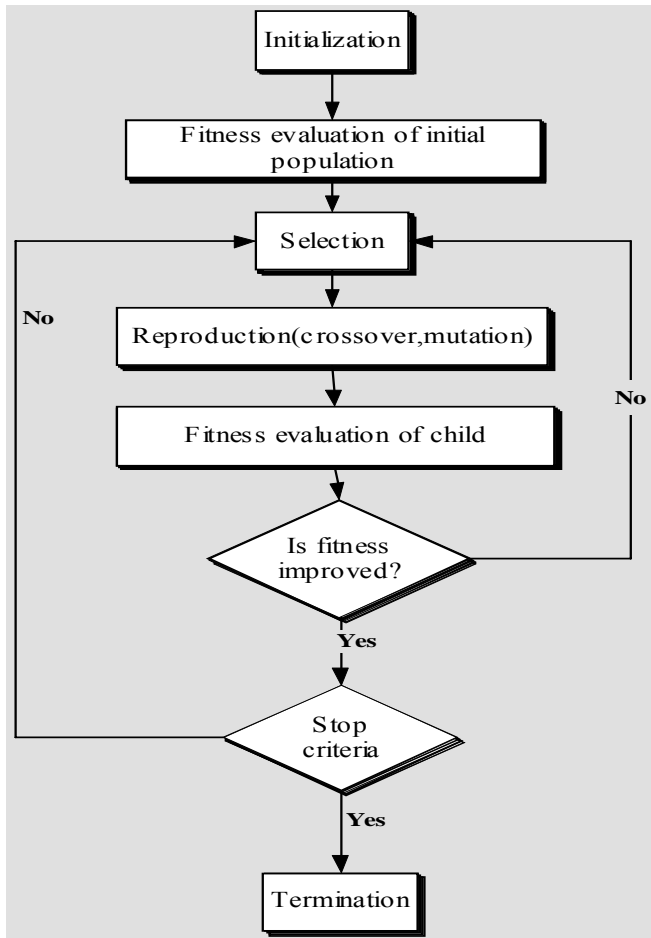 Initialization
Fitness evaluation of initial
population
Selection
No
Reproduction(crossover,mutation)
No
Fitness evaluation of child
Is fitness
improved?
Yes
Stop
criteria
Yes
Termination